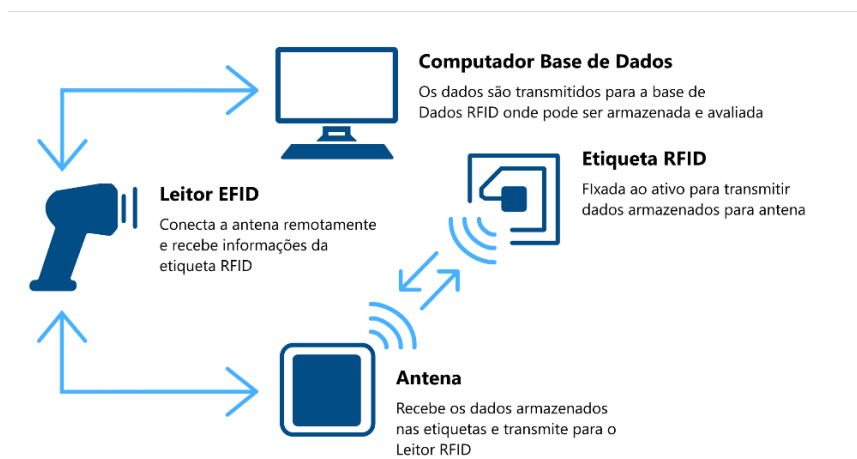 Computador Base de Dados
Os dados são transmitidos para a base de
Dados RFID onde pode ser armazenada e avaliada
Etiqueta RFID
FIxada ao ativo para transmitir
dados armazenados para antena
Leitor EFID
Conecta a antena remotamente
e recebe informações da
etiqueta RFID
Antena
Recebe os dados armazenados
nas etiquetas e transmite para o
Leitor RFID